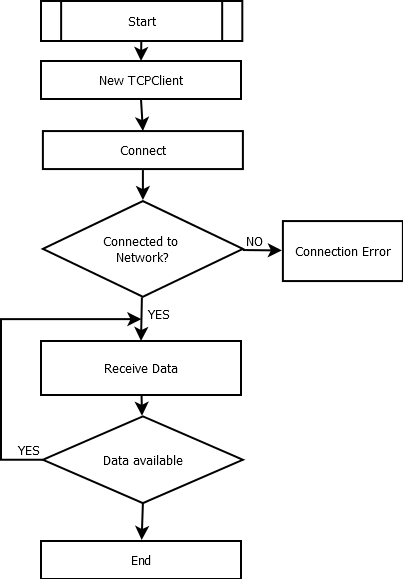 Start
New TCPClient
Connect
Connected to
Network?
NO
Connection Error
YES
Receive Data
YES
Data available
End